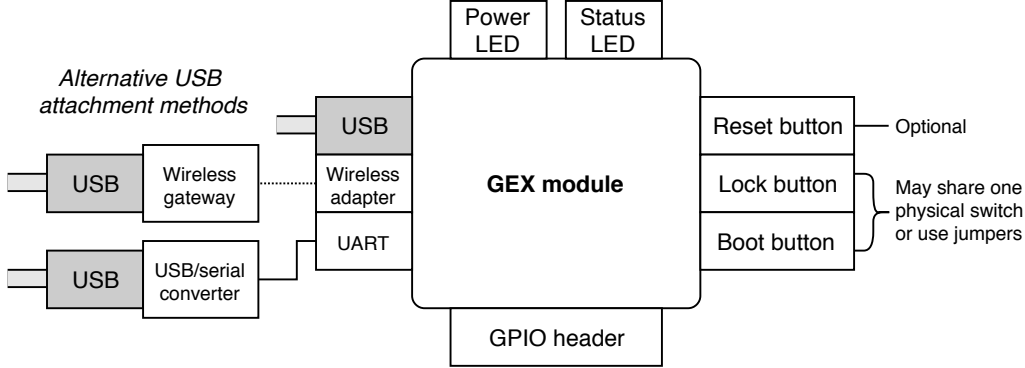 Power
LED
Status
LED
Alternative USB
attachment methods
USB
Reset button
Optional
USB
Wireless
gateway
Wireless
adapter
GEX module
Lock button
May share one
physical switch
or use jumpers
UART
Boot button
USB
USB/serial
converter
GPIO header